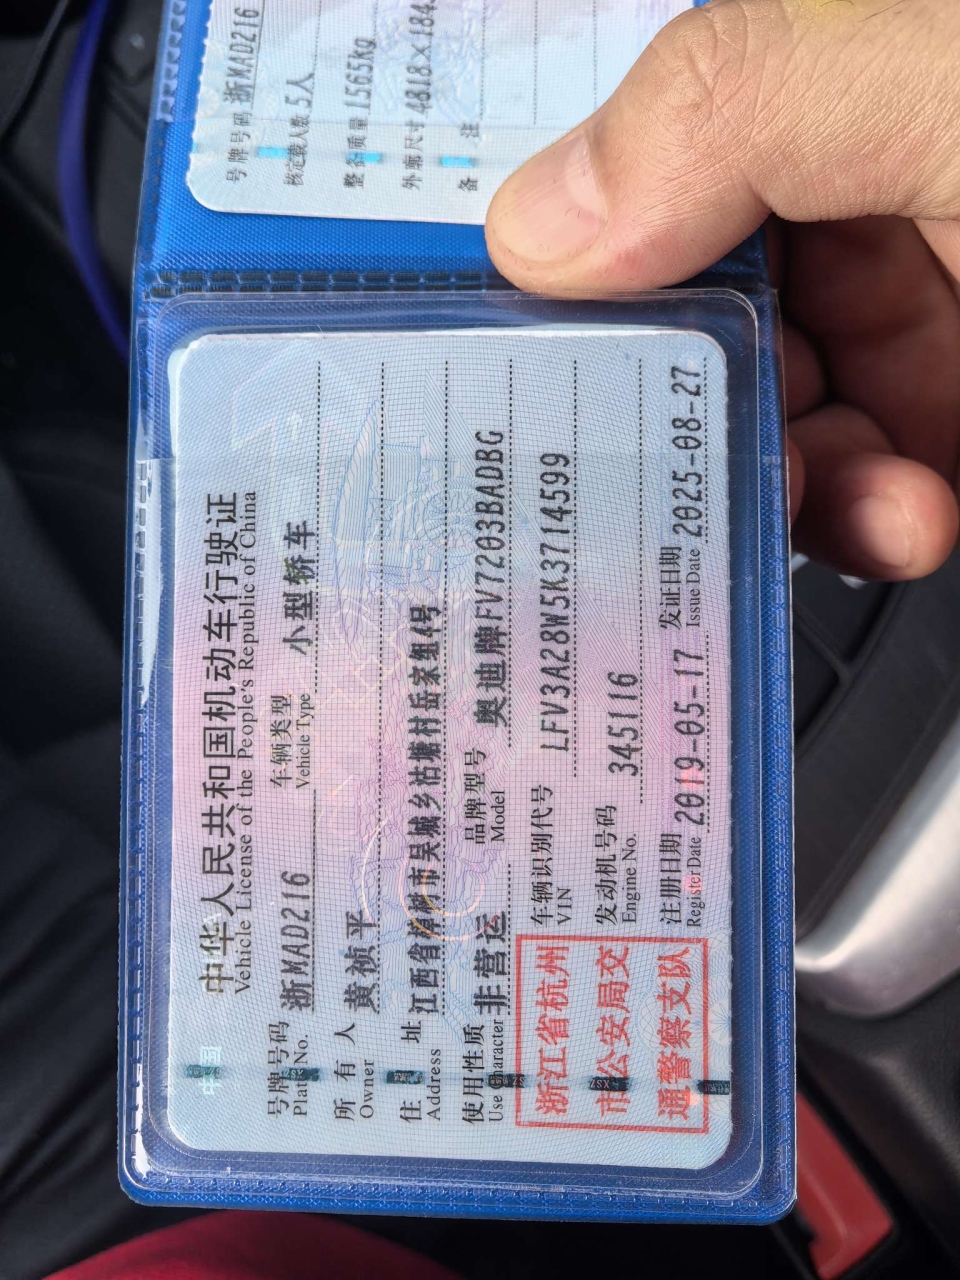 号牌号码 浙MAD216
核定载人数 5人
整备质量 1565kg
外廓尺寸 4818×184
备 注
中国
中华人民共和国机动车行驶证
Vehicle License of the People's Republic of China
号牌号码 浙MAD216 车辆类型 小型轿车
Plate No. Vehicle Type
所有人 黄祯平
Owner
住址 江西省樟树市吴城乡沽塘村岳家组4号
Address
使用性质 非营运 品牌型号 奥迪牌FV7203BADBG
Use Character Model
浙江省杭州
市公安局交
通警察支队
车辆识别代号 LFV3A28W5K3714599
VIN
发动机号码 345116
Engine No.
注册日期 2019-05-17 发证日期 2025-08-27
Register Date Issue Date